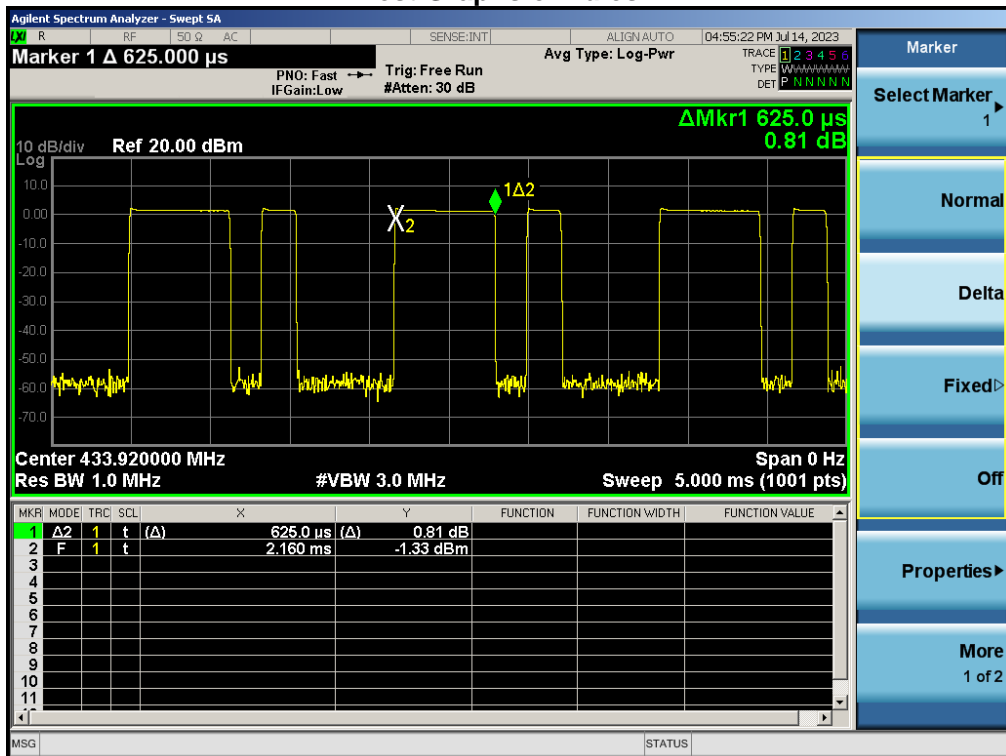 Agilent Spectrum Analyzer - Swept SA
LXI R RF 50 Ω AC SENSE:INT ALIGN AUTO 04:55:22 PM Jul 14, 2023
Marker 1 Δ 625.000 µs
Avg Type: Log-Pwr
TRACE 1 2 3 4 5 6
PNO: Fast Trig: Free Run
TYPE WWWWWW
IFGain:Low #Atten: 30 dB
DET P N N N N N
ΔMkr1 625.0 µs
0.81 dB
10 dB/div Ref 20.00 dBm
Log
10.0
0.00
-10.0
-20.0
-30.0
-40.0
-50.0
-60.0
-70.0
1Δ2
X2
Center 433.920000 MHz Span 0 Hz
Res BW 1.0 MHz #VBW 3.0 MHz Sweep 5.000 ms (1001 pts)
MKR MODE TRC SCL X Y FUNCTION FUNCTION WIDTH FUNCTION VALUE
1 Δ2 1 t (Δ) 625.0 µs (Δ) 0.81 dB
2 F 1 t 2.160 ms -1.33 dBm
3
4
5
6
7
8
9
10
11
MSG STATUS
Marker
Select Marker
1
Normal
Delta
Fixed
Off
Properties
More
1 of 2